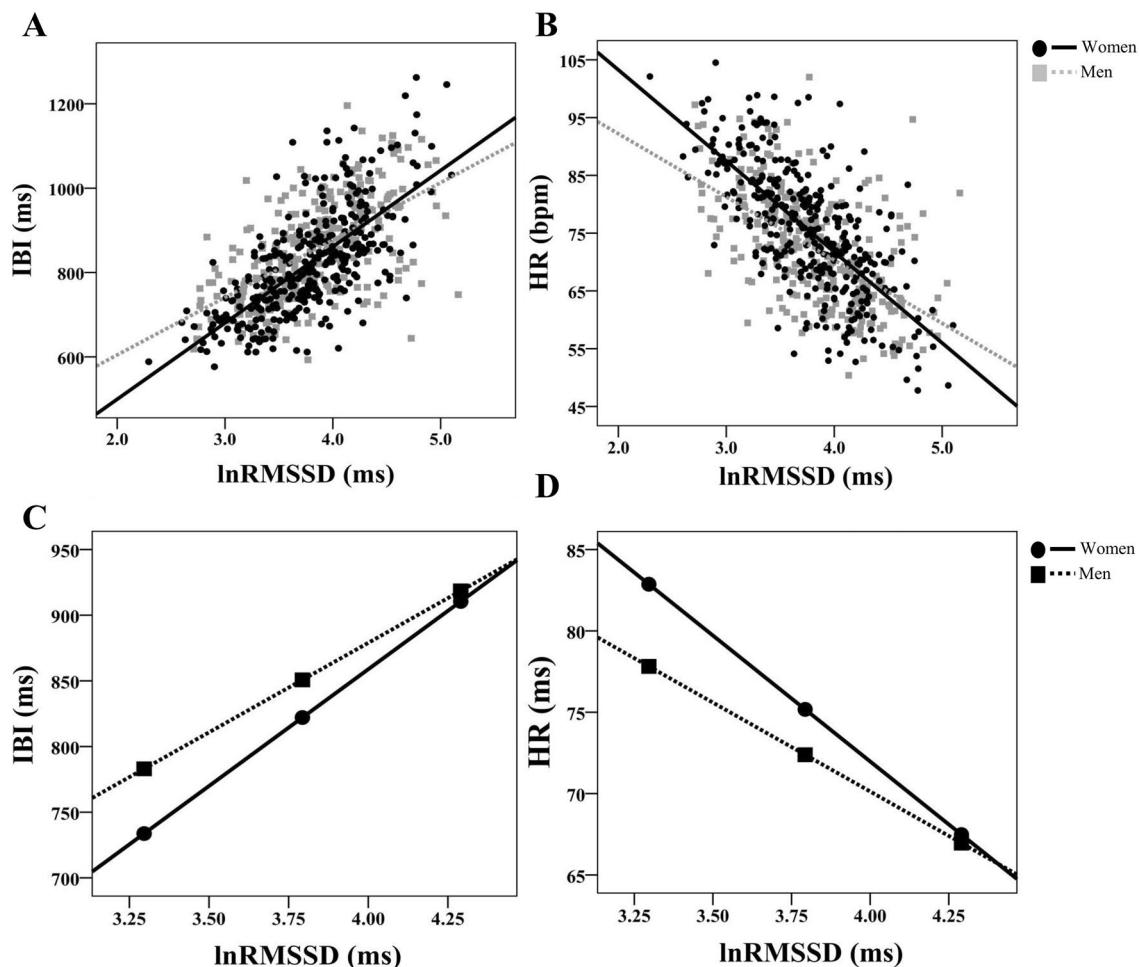 A
IBI (ms)
1200
1000
800
600
2.0 3.0 4.0 5.0
lnRMSSD (ms)
B
HR (bpm)
105
95
85
75
65
55
45
2.0 3.0 4.0 5.0
lnRMSSD (ms)
Women
Men
C
IBI (ms)
950
900
850
800
750
700
3.25 3.50 3.75 4.00 4.25
lnRMSSD (ms)
D
HR (ms)
85
80
75
70
65
3.25 3.50 3.75 4.00 4.25
lnRMSSD (ms)
Women
Men